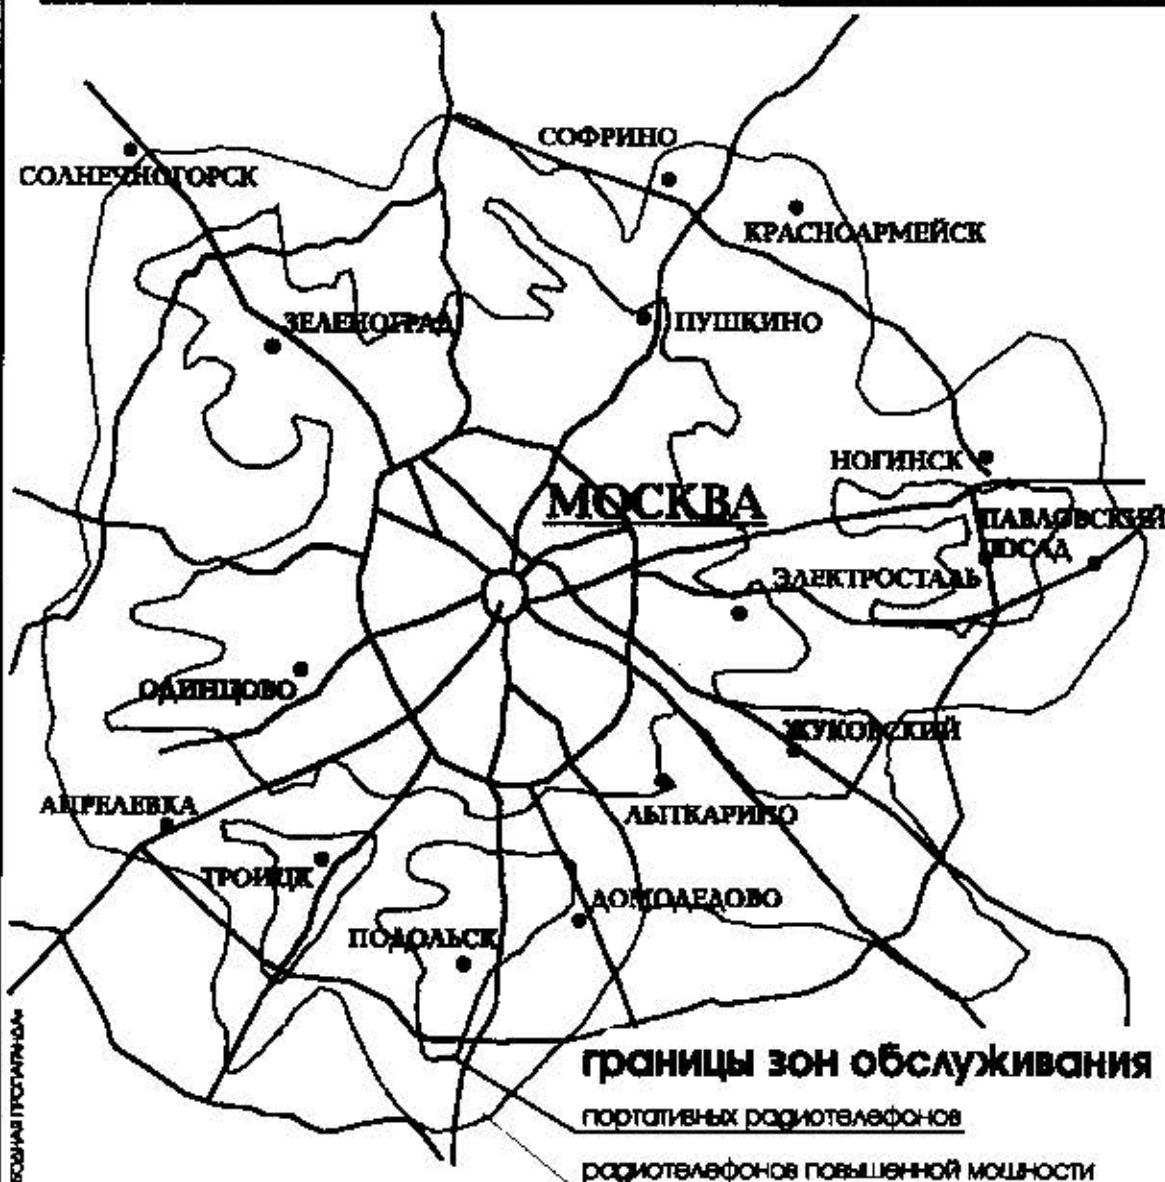 СОФРИНО
СОЛНЕЧНОГОРСК
КРАСНОАРМЕЙСК
ЗЕЛЕНОГРАД
ПУШКИНО
НОГИНСК
МОСКВА
ПАВЛОВСКИЙ
ПОСАД
ЭЛЕКТРОСТАЛЬ
ОДИНЦОВО
ЖУКОВСКИЙ
АПРЕЛЕВКА
ЛЫТКАРИНО
ТРОИЦК
ДОМОДЕДОВО
ПОДОЛЬСК
границы зон обслуживания
портативных радиотелефонов
радиотелефонов повышенной мощности